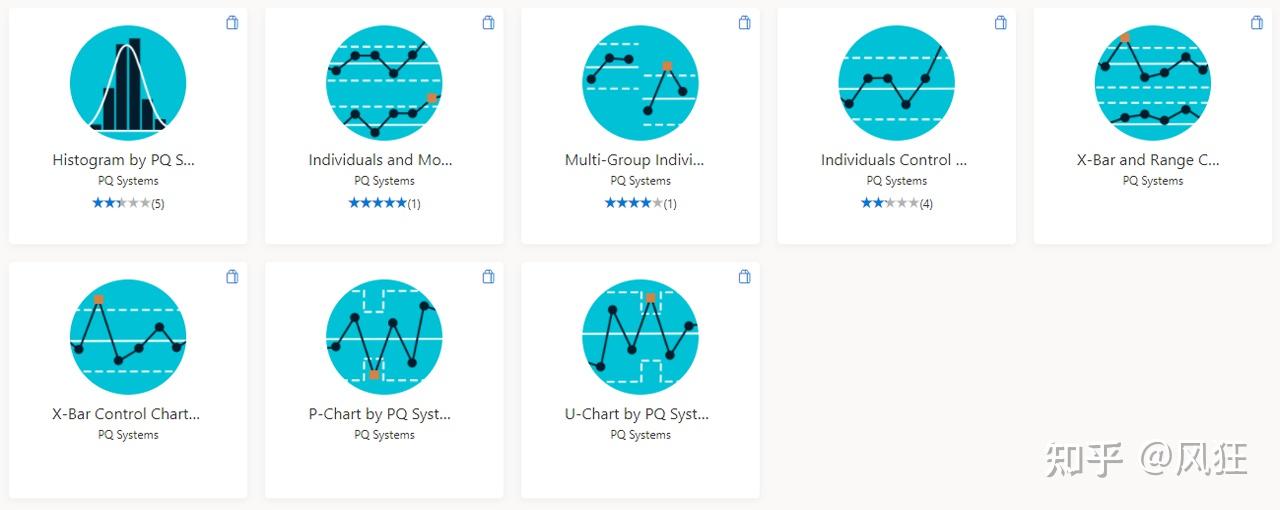 Histogram by PQ S...
PQ Systems
(5)
Individuals and Mo...
PQ Systems
(1)
Multi-Group Indivi...
PQ Systems
(1)
Individuals Control ...
PQ Systems
(4)
X-Bar and Range C...
PQ Systems
X-Bar Control Chart...
PQ Systems
P-Chart by PQ Syst...
PQ Systems
U-Chart by PQ Syst...
PQ Systems
知乎 @风狂